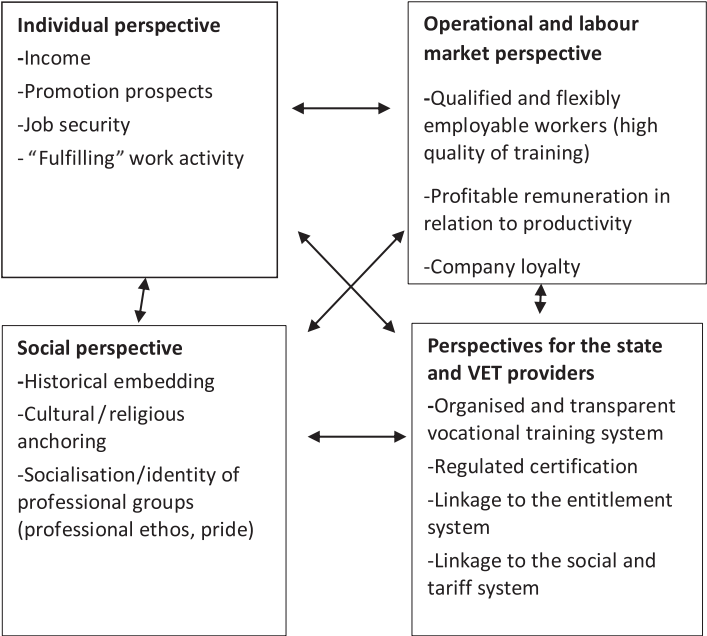 Individual perspective
-Income
-Promotion prospects
-Job security
- “Fulfilling” work activity
Operational and labour
market perspective
-Qualified and flexibly
employable workers (high
quality of training)
-Profitable remuneration in
relation to productivity
-Company loyalty
Social perspective
-Historical embedding
-Cultural/religious
anchoring
-Socialisation/identity of
professional groups
(professional ethos, pride)
Perspectives for the state
and VET providers
-Organised and transparent
vocational training system
-Regulated certification
-Linkage to the entitlement
system
-Linkage to the social and
tariff system